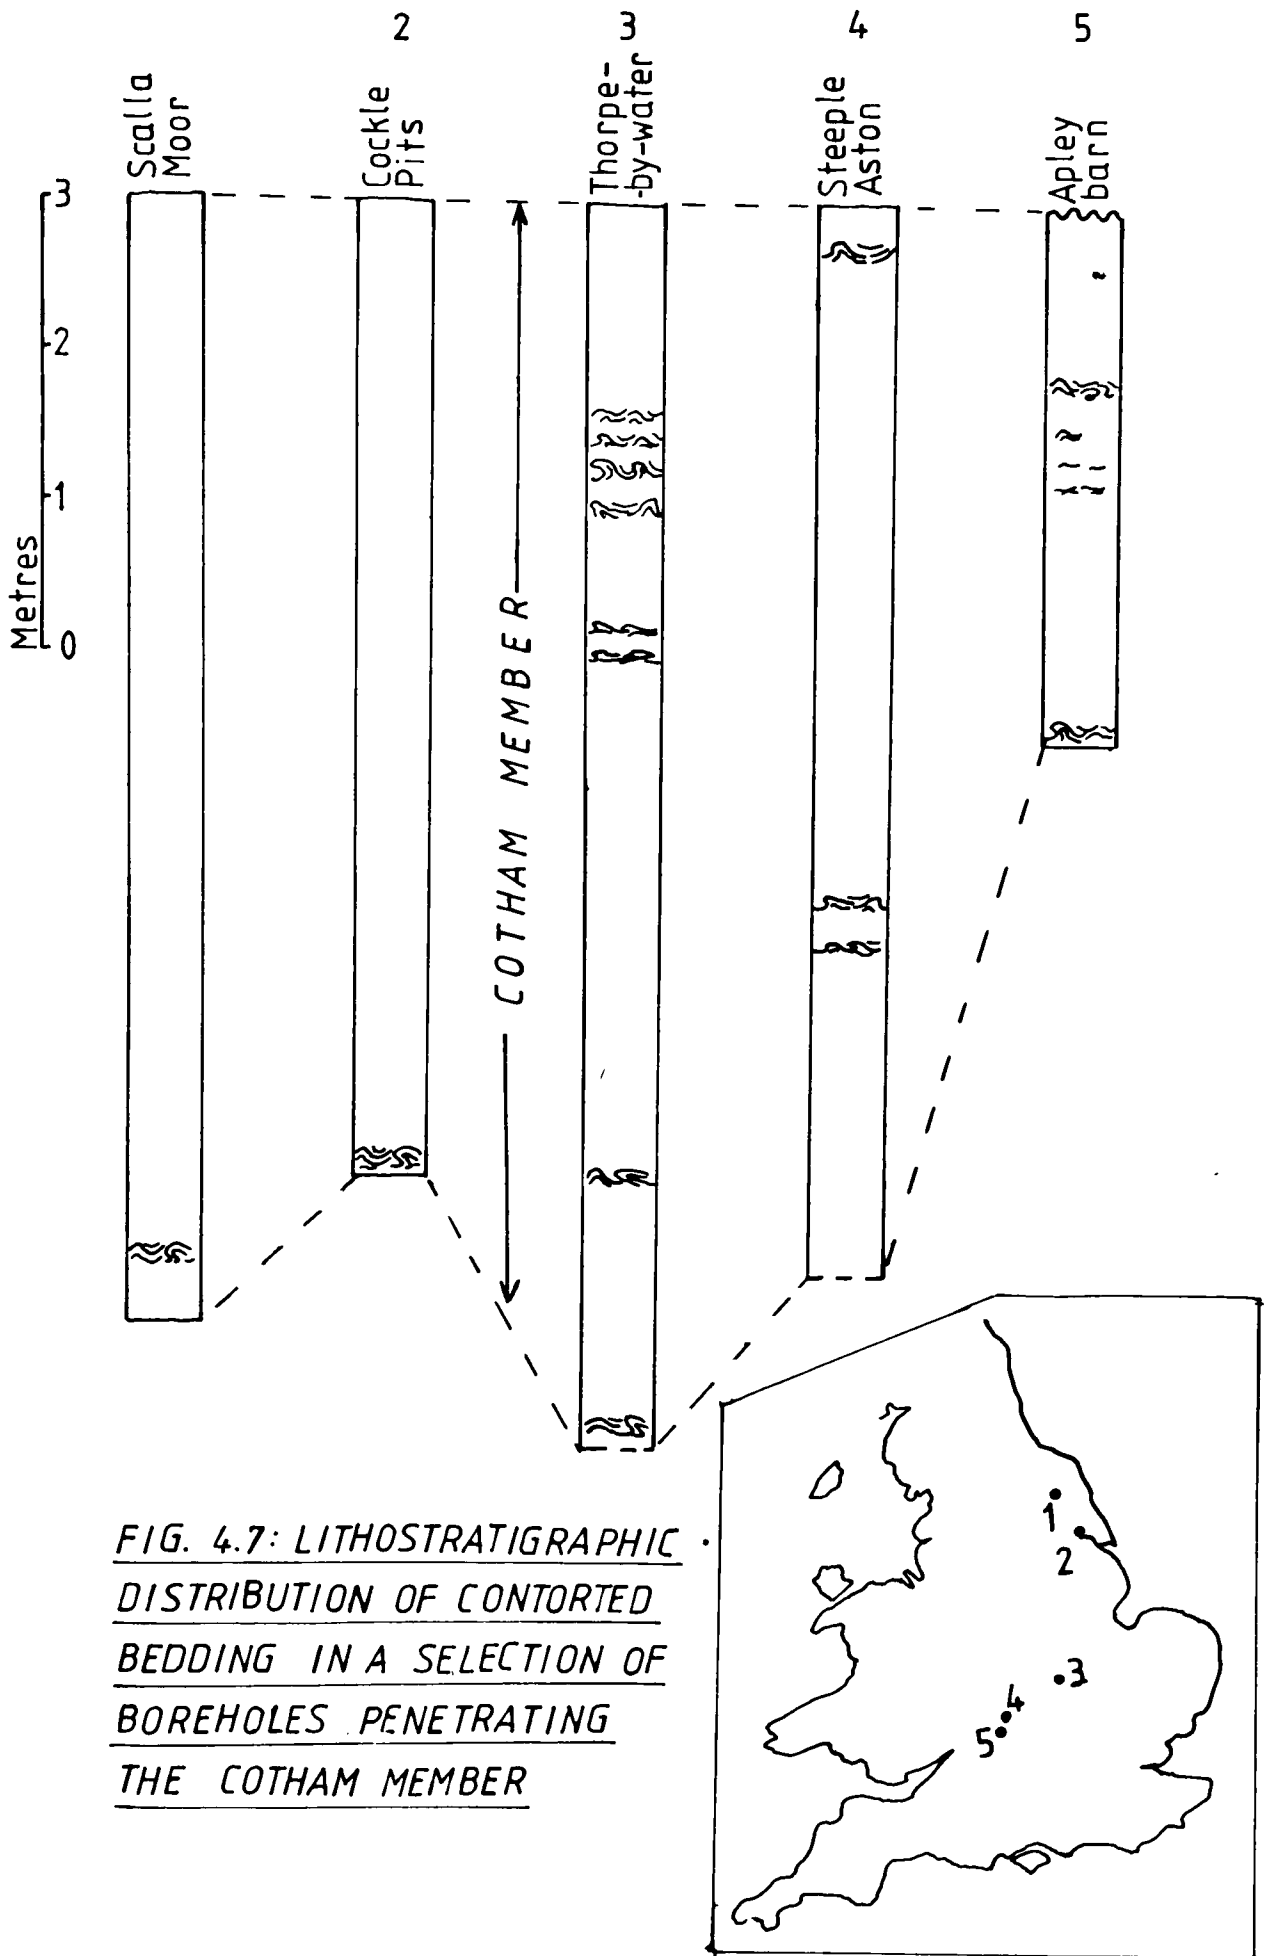 2
3
4
5
Scalla
Moor
Cockle
Pits
Thorpe-
-by-water
Steeple
Aston
Apley
barn
3
2
1
0
Metres
COTHAM MEMBER
FIG. 4.7: LITHOSTRATIGRAPHIC
DISTRIBUTION OF CONTORTED
BEDDING IN A SELECTION OF
BOREHOLES PENETRATING
THE COTHAM MEMBER
1
2
3
4
5